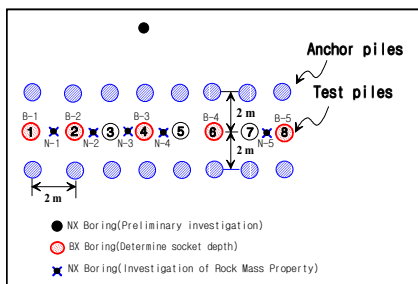 Anchor piles
Test piles
B-1 B-2 B-3 B-4 B-5
2 m
1 2 3 4 5 6 7 8
N-1 N-2 N-3 N-4 N-5
2 m
2 m
NX Boring(Preliminary investigation)
BX Boring(Determine socket depth)
NX Boring(Investigation of Rock Mass Property)